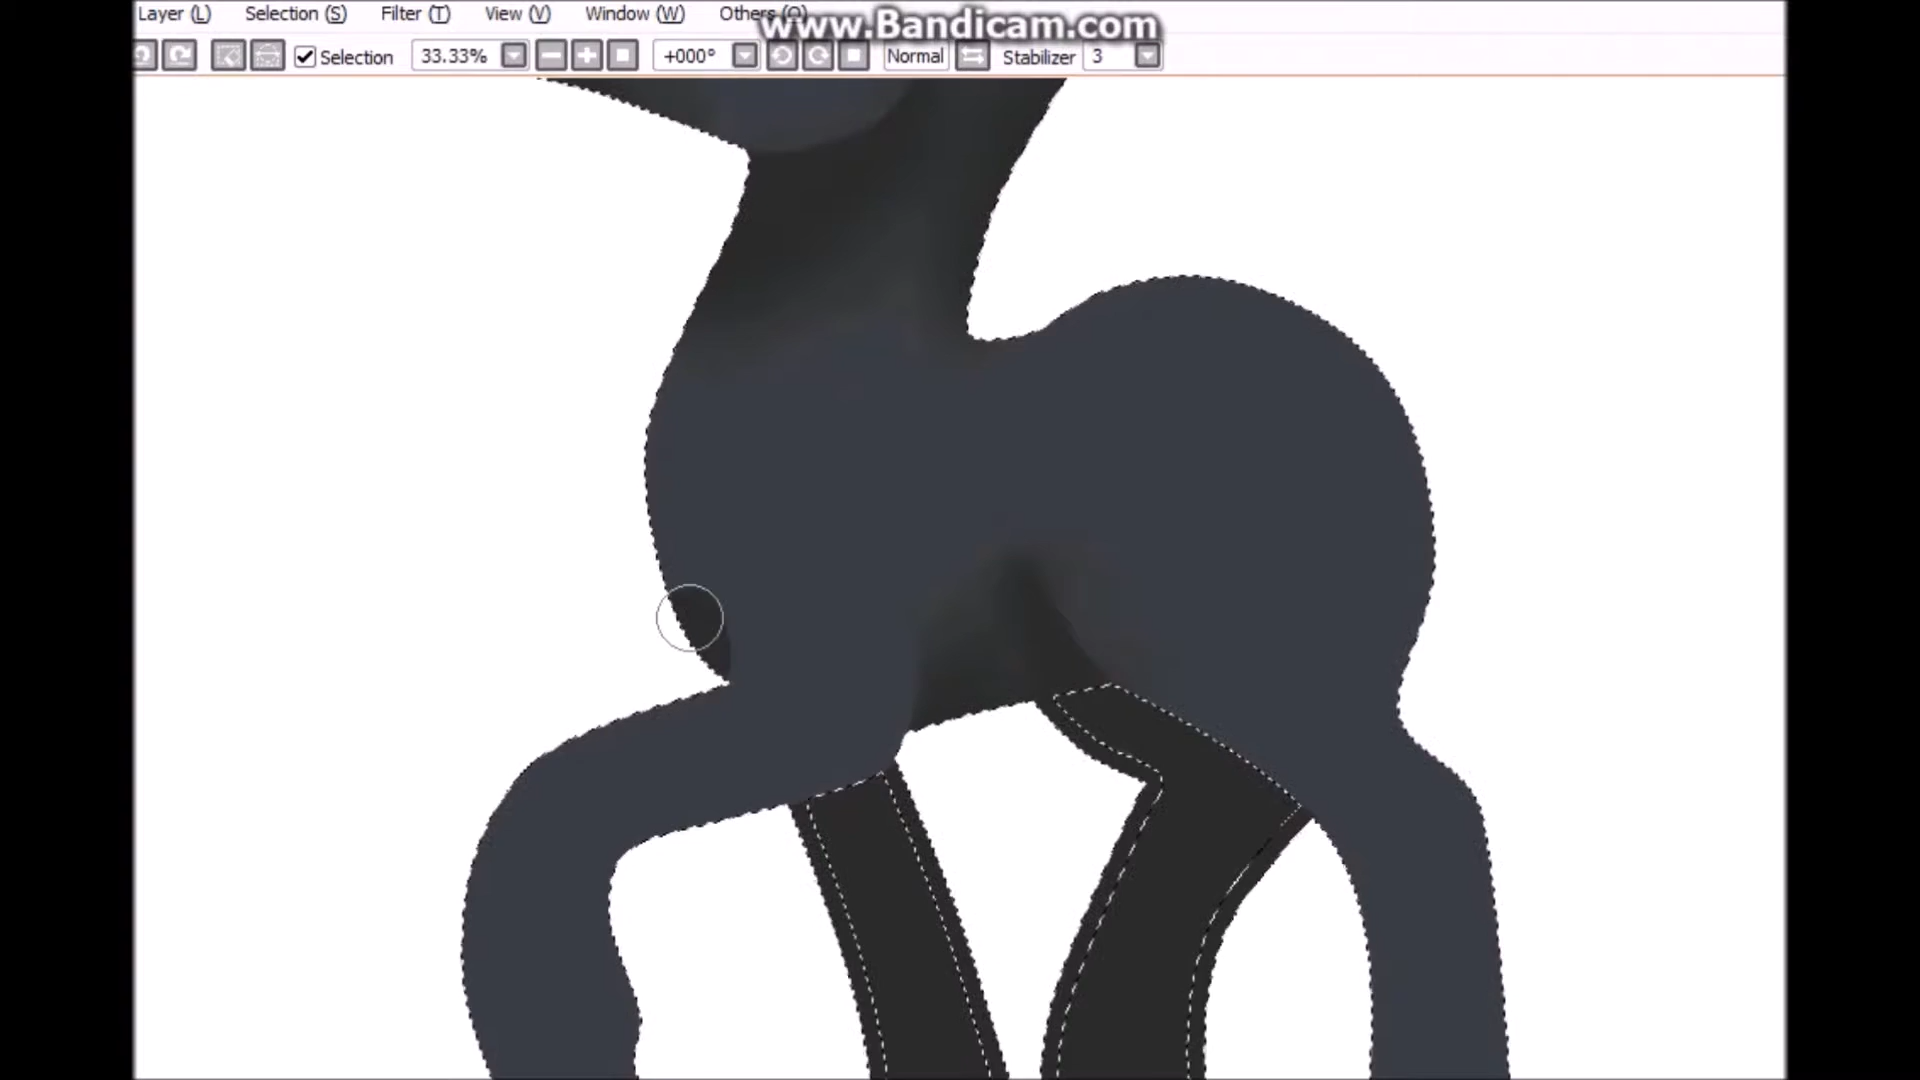 Layer (L) Selection (S) Filter (T) View (V) Window (W) Others (O)
www.Bandicam.com
Selection 33.33% +000° Normal Stabilizer 3